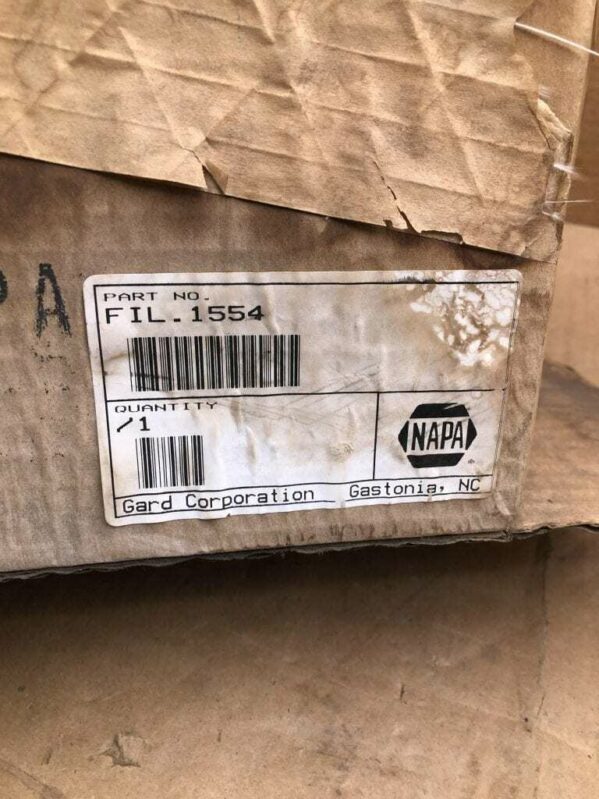 PA
PART NO.
FIL.1554
QUANTITY
/1
NAPA
Gard Corporation Gastonia, NC